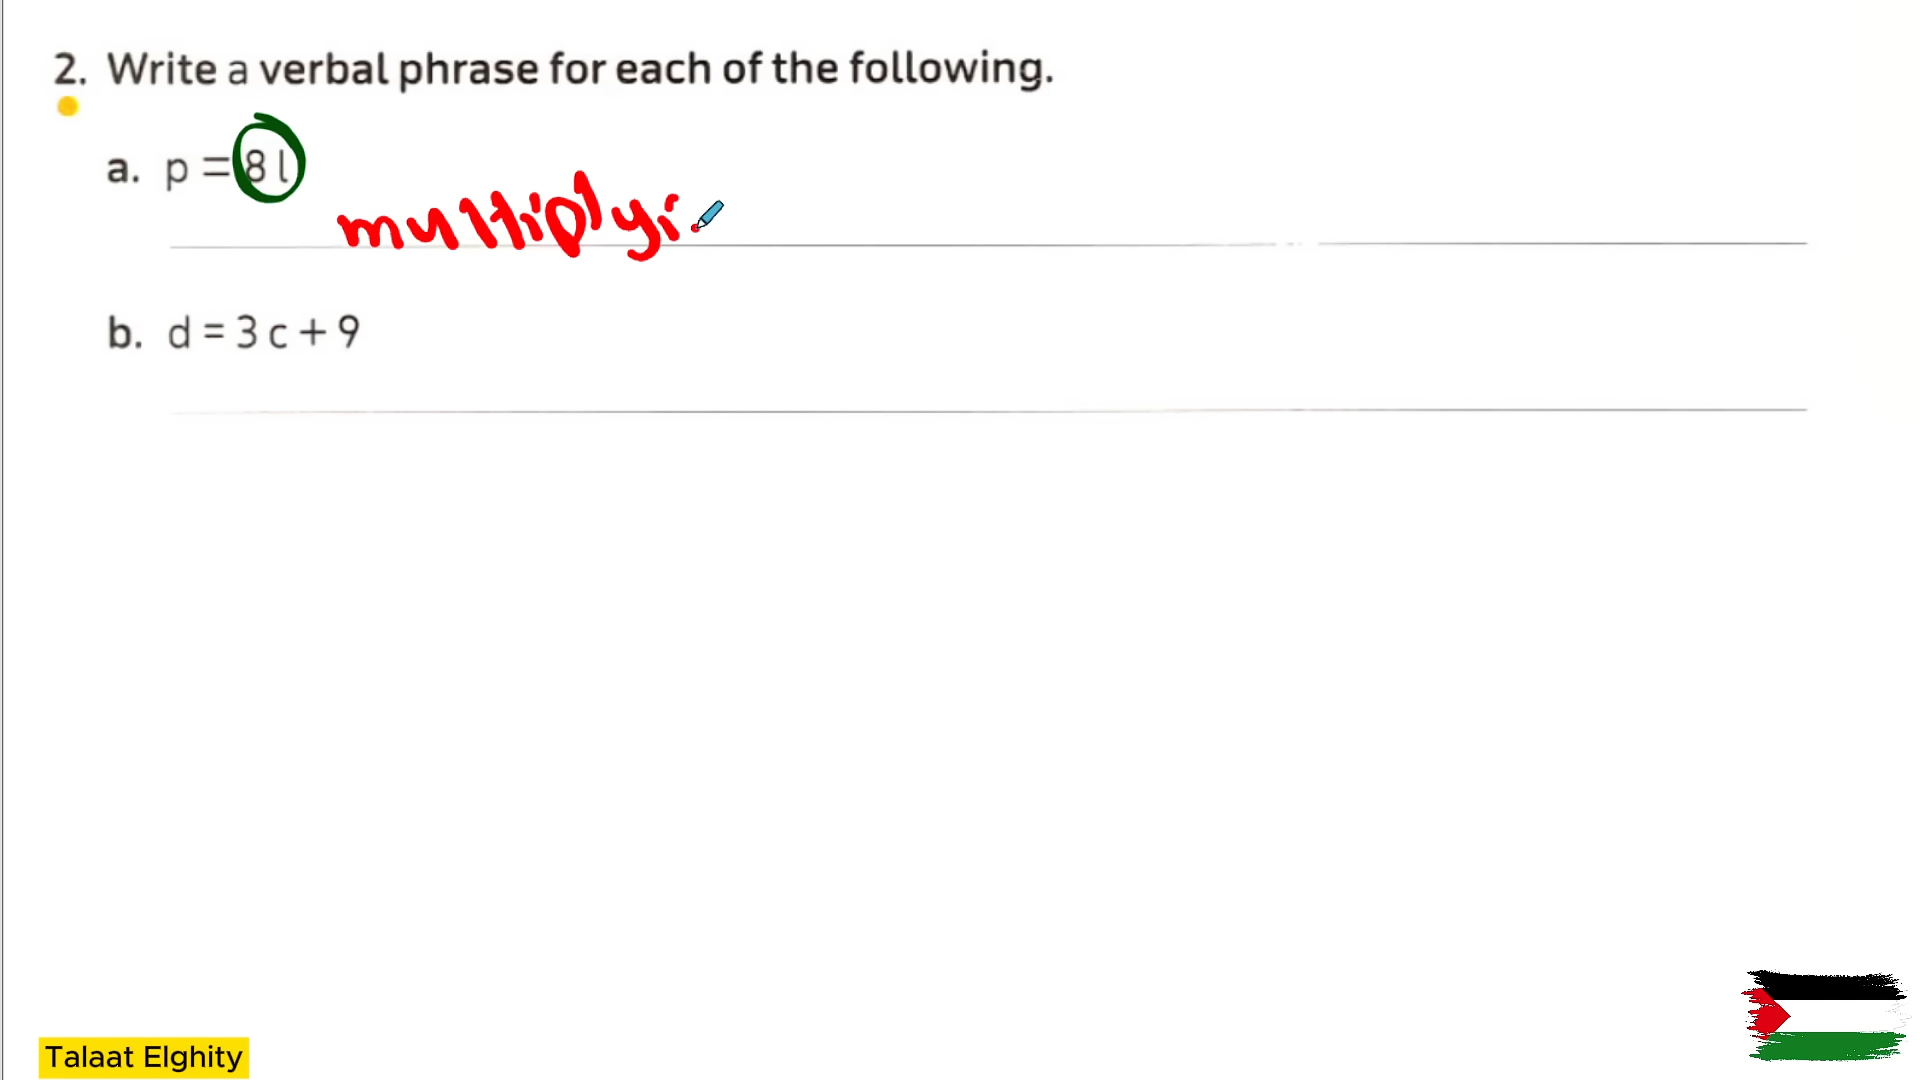 2. Write a verbal phrase for each of the following.
a. p = 8 l
multiplyi
b. d = 3 c + 9
Talaat Elghity